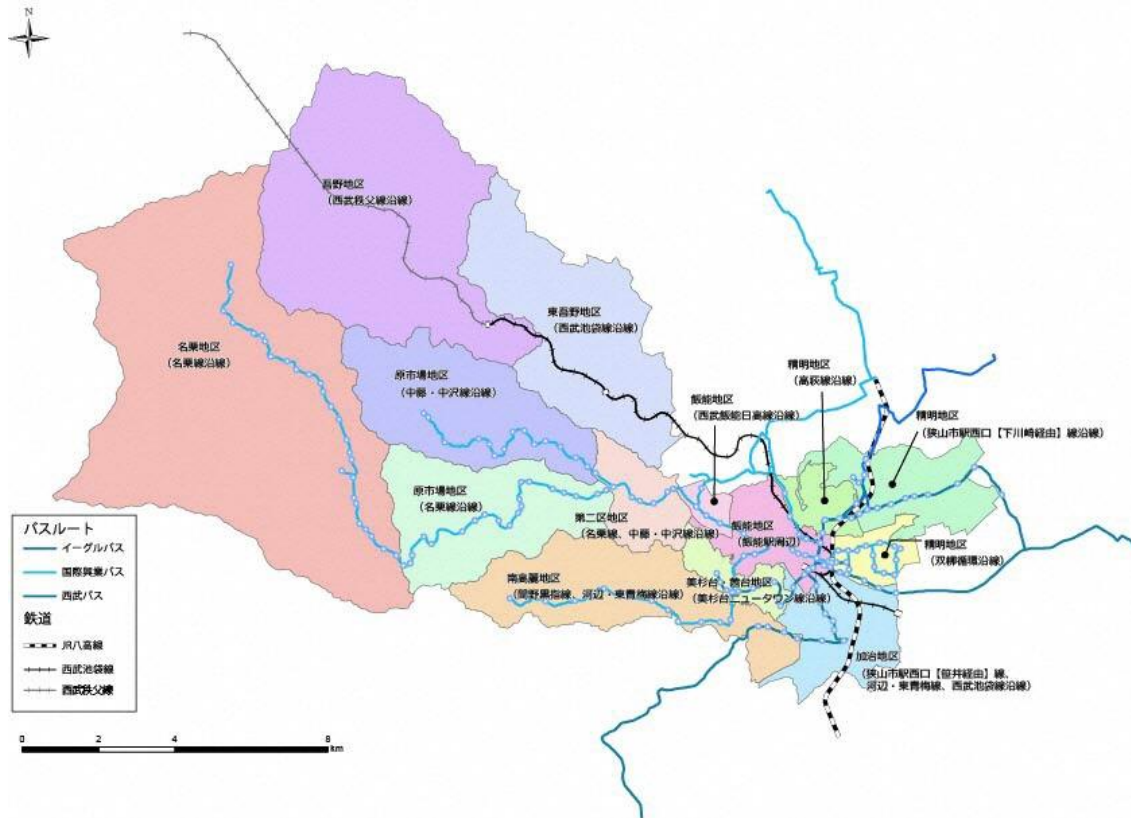 N
吾野地区
(西武秩父線沿線)
東吾野地区
(西武池袋線沿線)
名栗地区
(名栗線沿線)
原市場地区
(中藤・中沢線沿線)
精明地区
(高萩線沿線)
飯能地区
(西武飯能日高線沿線)
精明地区
(狭山市駅西口【下川崎経由】線沿線)
原市場地区
(名栗線沿線)
第二区地区
(名栗線、中藤・中沢線沿線)
飯能地区
(飯能駅周辺)
精明地区
(双柳循環沿線)
南高麗地区
(間野黒指線、河辺・東青梅線沿線)
美杉台・茜台地区
(美杉台ニュータウン線沿線)
加治地区
(狭山市駅西口【笹井経由】線、
河辺・東青梅線、西武池袋線沿線)
バスルート
イーグルバス
国際興業バス
西武バス
鉄道
JR八高線
西武池袋線
西武秩父線
0 2 4 8
km